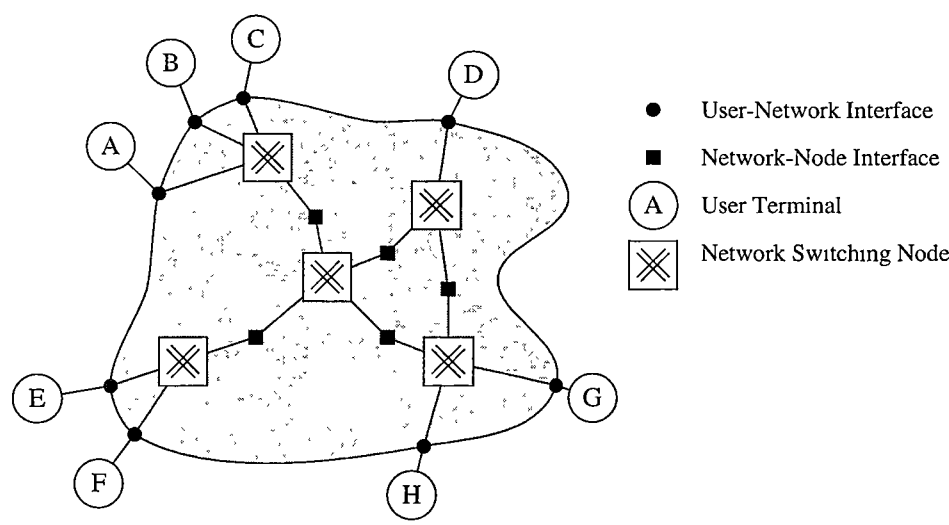 C
B
D
A
User-Network Interface
Network-Node Interface
A
User Terminal
Network Switching Node
E
G
F
H